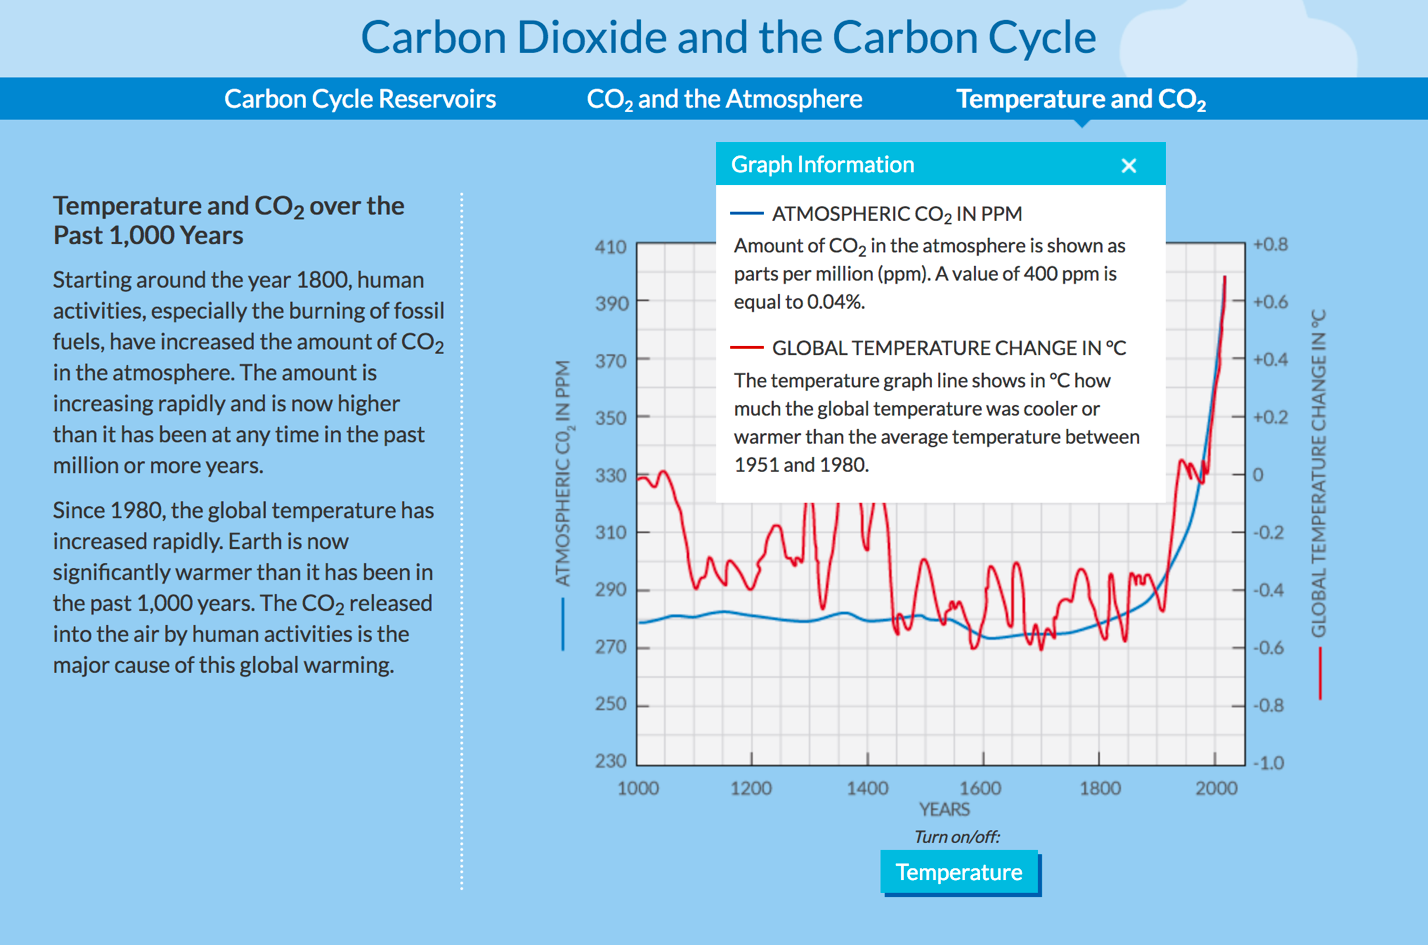 Carbon Dioxide and the Carbon Cycle
Carbon Cycle Reservoirs
CO₂ and the Atmosphere
Temperature and CO₂
Temperature and CO₂ over the
Past 1,000 Years
Starting around the year 1800, human
activities, especially the burning of fossil
fuels, have increased the amount of CO₂
in the atmosphere. The amount is
increasing rapidly and is now higher
than it has been at any time in the past
million or more years.
Since 1980, the global temperature has
increased rapidly. Earth is now
significantly warmer than it has been in
the past 1,000 years. The CO₂ released
into the air by human activities is the
major cause of this global warming.
Graph Information ×
ATMOSPHERIC CO₂ IN PPM
Amount of CO₂ in the atmosphere is shown as
parts per million (ppm). A value of 400 ppm is
equal to 0.04%.
GLOBAL TEMPERATURE CHANGE IN °C
The temperature graph line shows in °C how
much the global temperature was cooler or
warmer than the average temperature between
1951 and 1980.
ATMOSPHERIC CO₂ IN PPM
410
390
370
350
330
310
290
270
250
230
+0.8
+0.6
+0.4
+0.2
0
-0.2
-0.4
-0.6
-0.8
-1.0
GLOBAL TEMPERATURE CHANGE IN °C
1000 1200 1400 1600 1800 2000
YEARS
Turn on/off:
Temperature